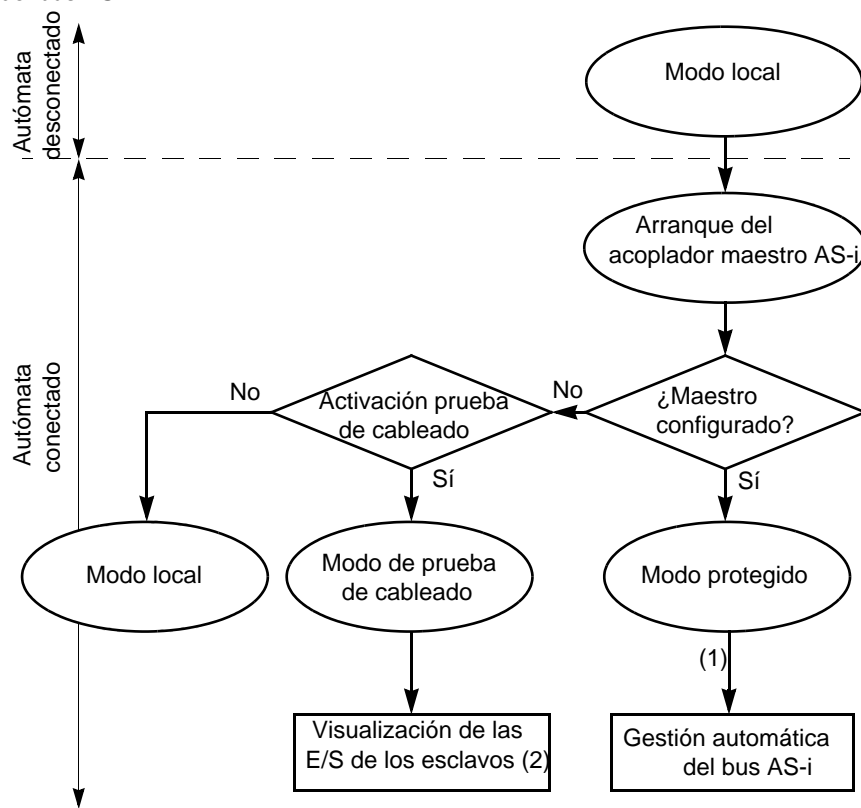 Autómata
desconectado
Modo local
Arranque del
acoplador maestro AS-i
Autómata
conectado
No
Activación prueba
de cableado
No
¿Maestro
configurado?
Sí
Sí
Modo local
Modo de prueba
de cableado
Modo protegido
(1)
Visualización de las
E/S de los esclavos (2)
Gestión automática
del bus AS-i